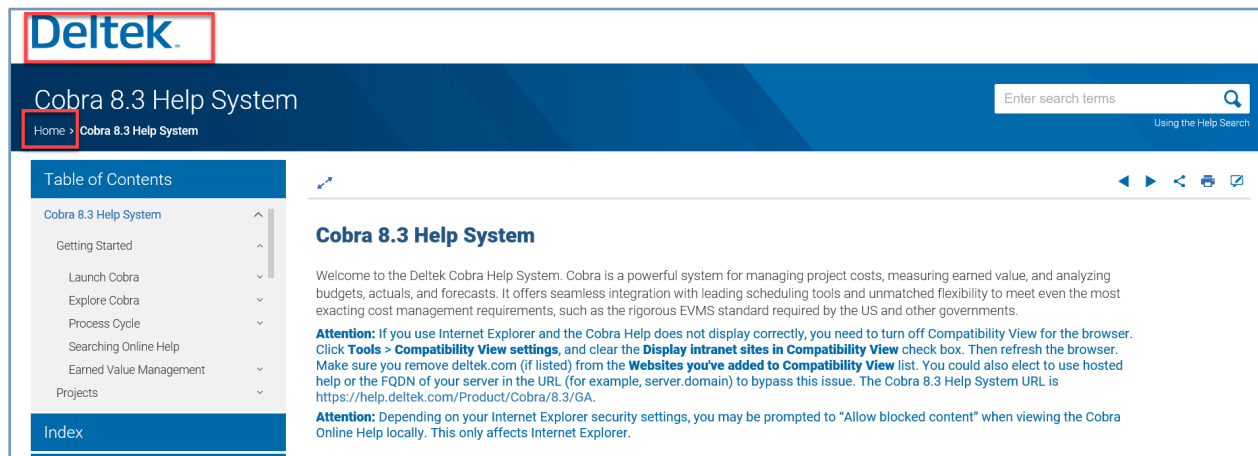 Deltek.
Cobra 8.3 Help System
Enter search terms
Home > Cobra 8.3 Help System
Using the Help Search
Table of Contents
Cobra 8.3 Help System
Getting Started
Launch Cobra
Explore Cobra
Process Cycle
Searching Online Help
Earned Value Management
Projects
Index
Cobra 8.3 Help System
Welcome to the Deltek Cobra Help System. Cobra is a powerful system for managing project costs, measuring earned value, and analyzing
budgets, actuals, and forecasts. It offers seamless integration with leading scheduling tools and unmatched flexibility to meet even the most
exacting cost management requirements, such as the rigorous EVMS standard required by the US and other governments.
Attention: If you use Internet Explorer and the Cobra Help does not display correctly, you need to turn off Compatibility View for the browser.
Click Tools > Compatibility View settings, and clear the Display intranet sites in Compatibility View check box. Then refresh the browser.
Make sure you remove deltek.com (if listed) from the Websites you've added to Compatibility View list. You could also elect to use hosted
help or the FQDN of your server in the URL (for example, server.domain) to bypass this issue. The Cobra 8.3 Help System URL is
https://help.deltek.com/Product/Cobra/8.3/GA.
Attention: Depending on your Internet Explorer security settings, you may be prompted to “Allow blocked content” when viewing the Cobra
Online Help locally. This only affects Internet Explorer.